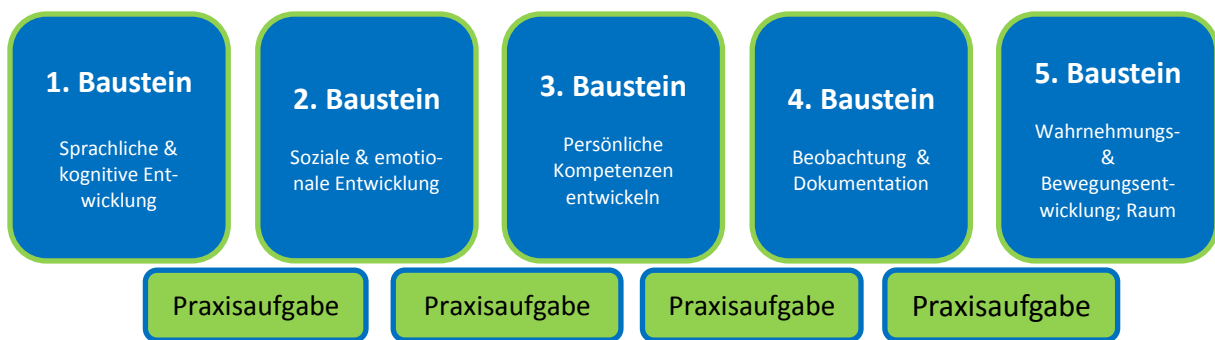 1. Baustein
Sprachliche &
kognitive Ent-
wicklung
2. Baustein
Soziale & emotio-
nale Entwicklung
3. Baustein
Persönliche
Kompetenzen
entwickeln
4. Baustein
Beobachtung &
Dokumentation
5. Baustein
Wahrnehmungs-
&
Bewegungsent-
wicklung; Raum
Praxisaufgabe
Praxisaufgabe
Praxisaufgabe
Praxisaufgabe